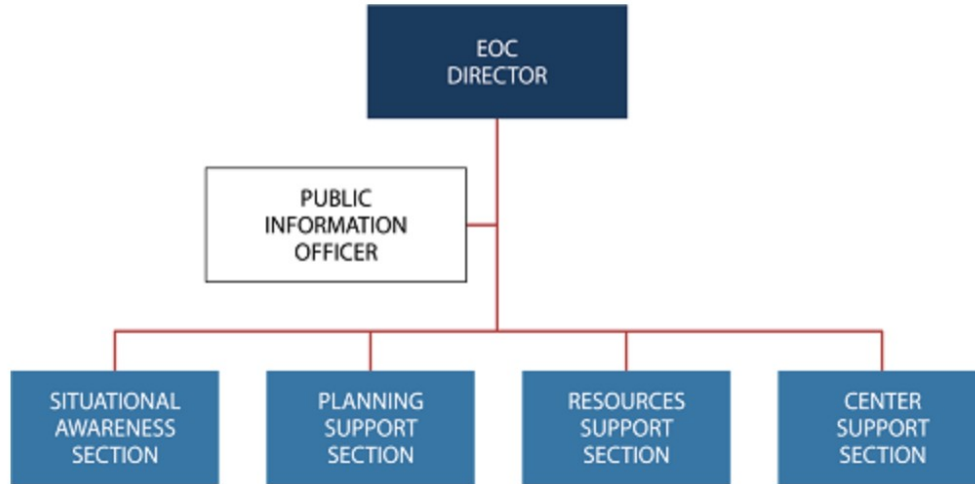 EOC
DIRECTOR
PUBLIC
INFORMATION
OFFICER
SITUATIONAL
AWARENESS
SECTION
PLANNING
SUPPORT
SECTION
RESOURCES
SUPPORT
SECTION
CENTER
SUPPORT
SECTION